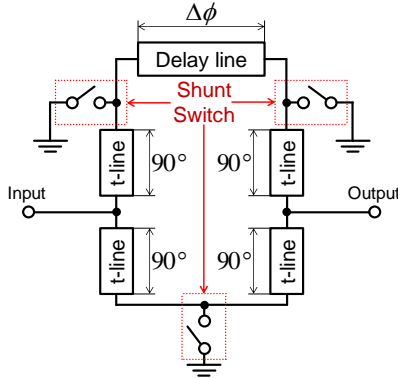 Δϕ
Delay line
Shunt
Switch
t-line
90°
90°
t-line
Input
Output
t-line
90°
90°
t-line